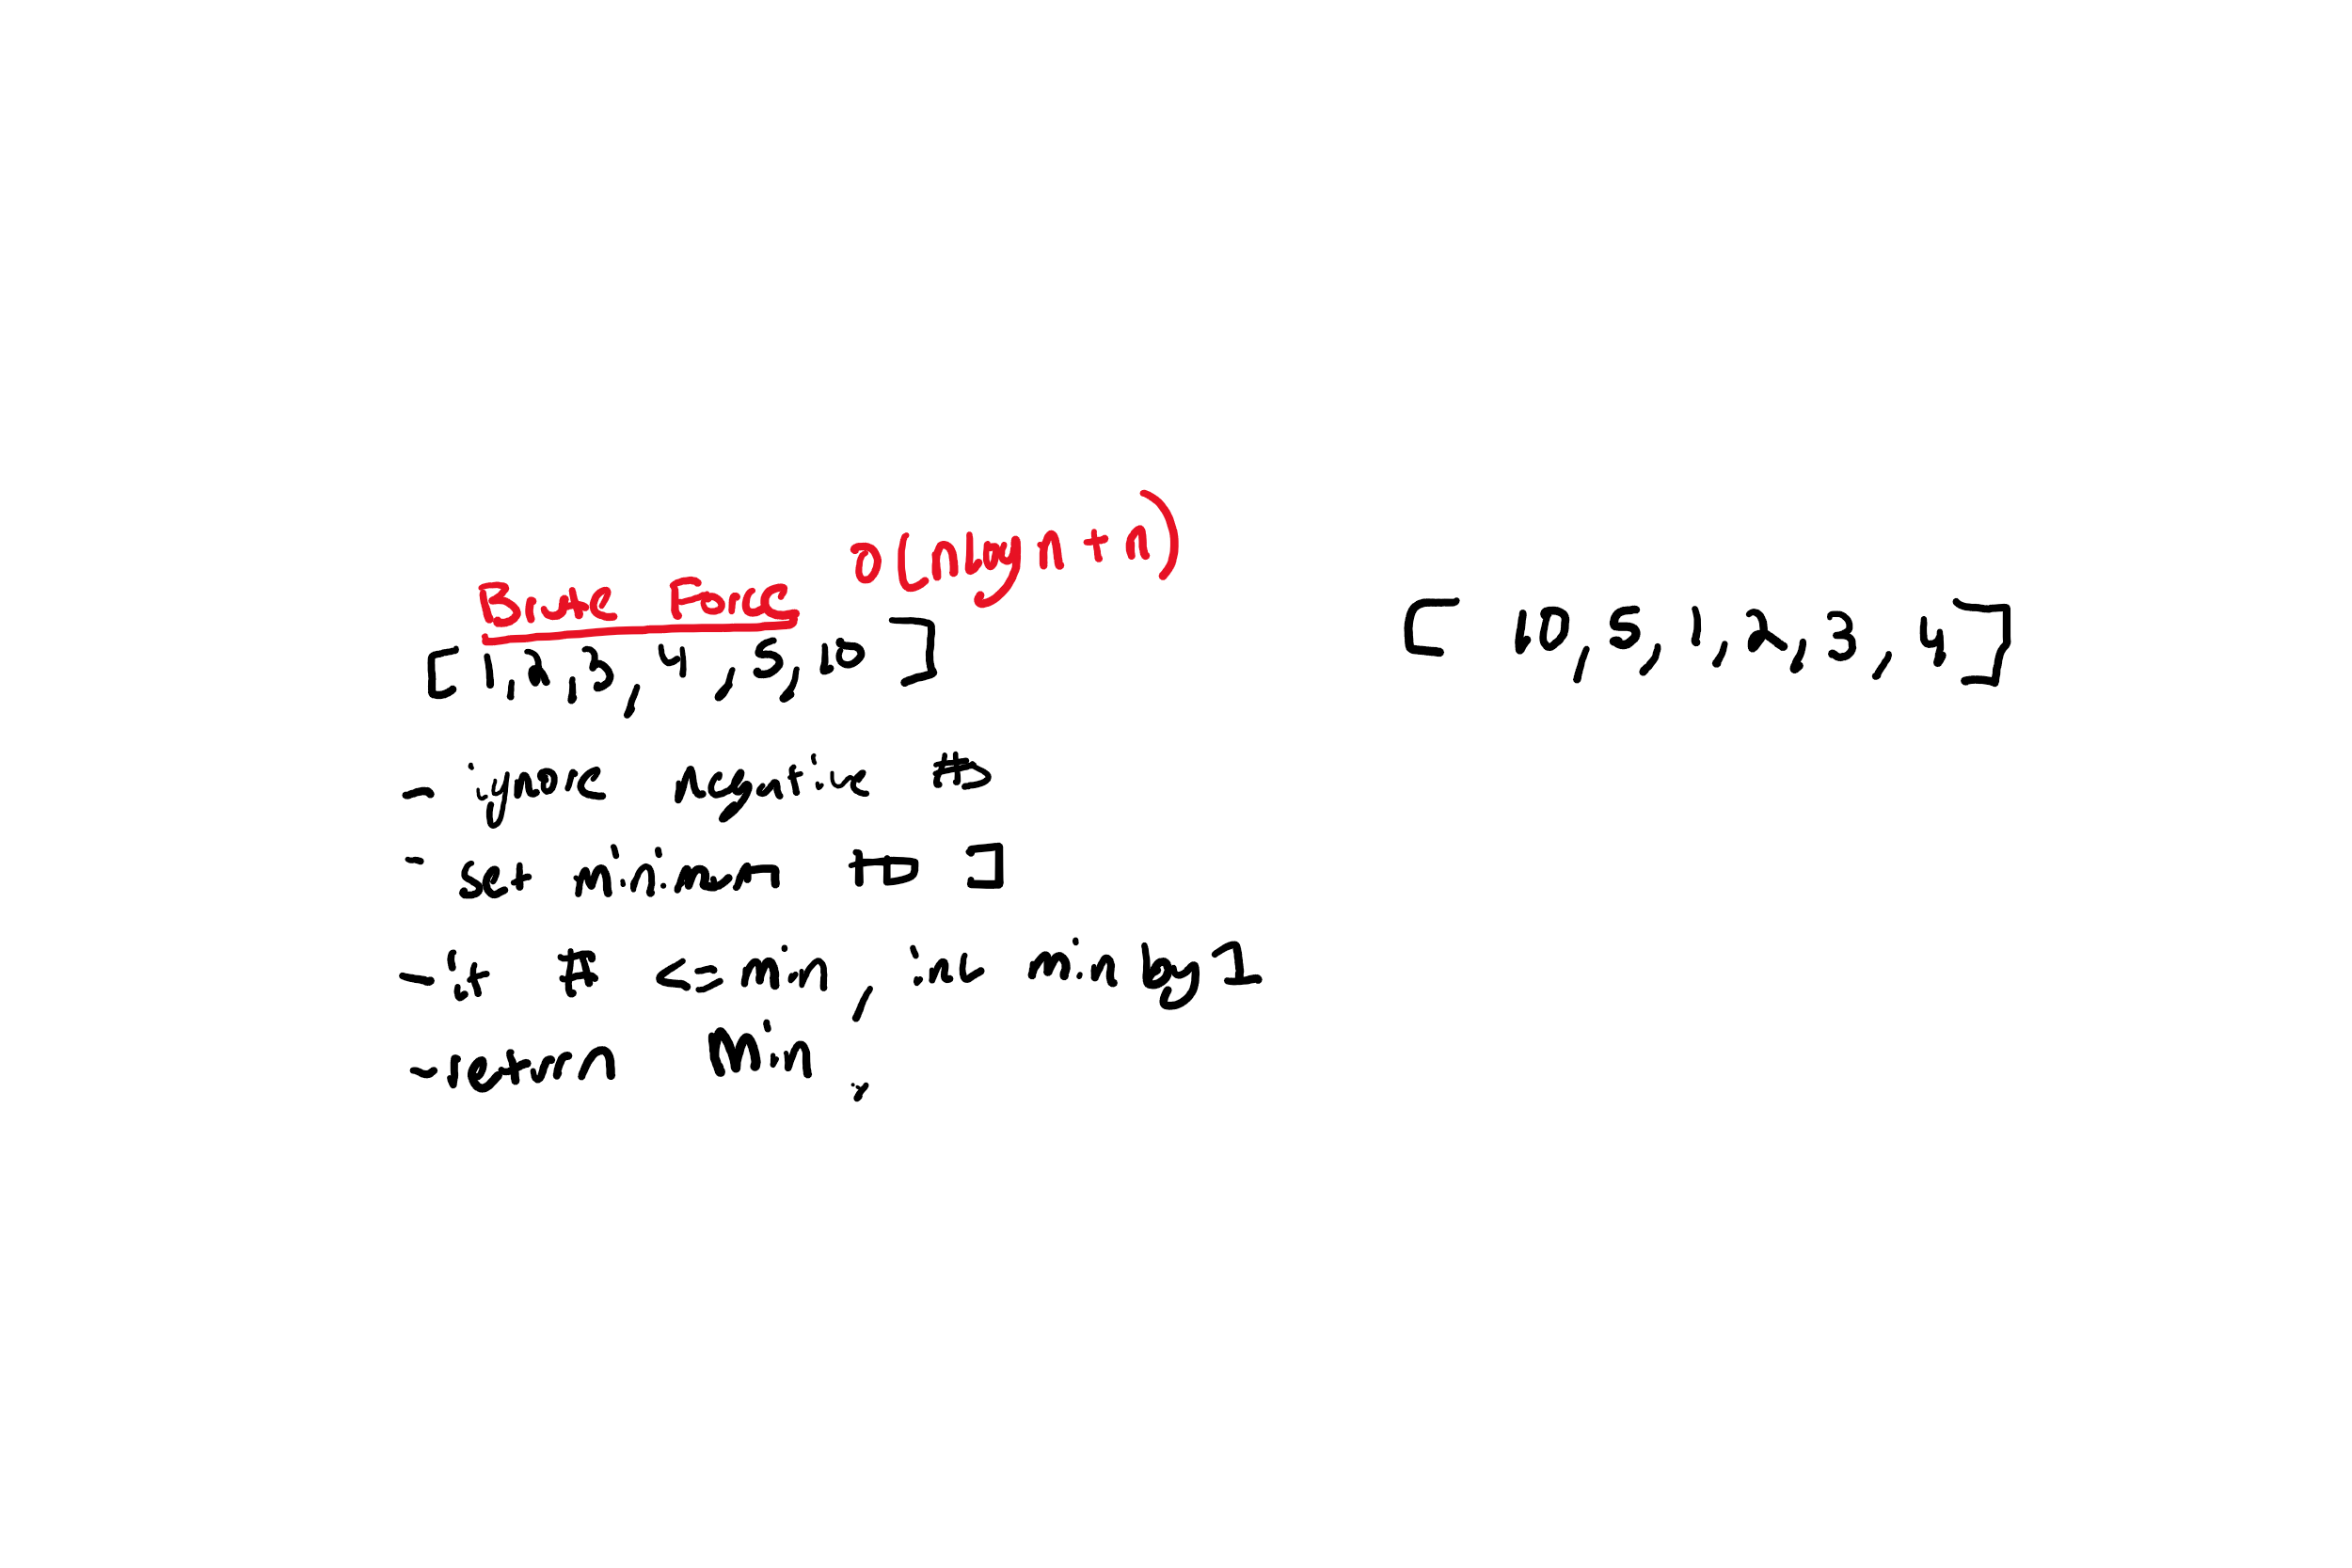 Brute Force O(nlogn + n)
[1,2,3,4,5,10]
- ignore negative #s
- set minimum to 1
- if # <= min, inc min by 1
- return min;
[10,5,1,2,3,4]